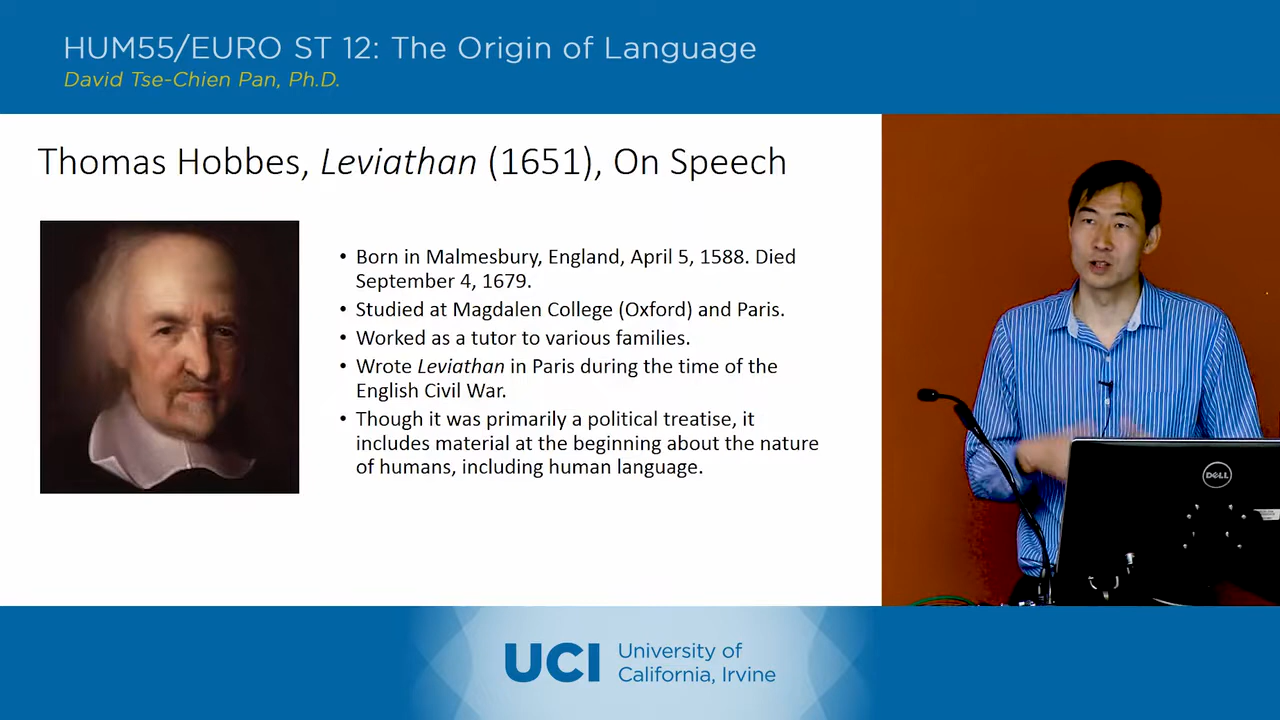 HUM55/EURO ST 12: The Origin of Language
David Tse-Chien Pan, Ph.D.
Thomas Hobbes, Leviathan (1651), On Speech
• Born in Malmesbury, England, April 5, 1588. Died
September 4, 1679.
• Studied at Magdalen College (Oxford) and Paris.
• Worked as a tutor to various families.
• Wrote Leviathan in Paris during the time of the
English Civil War.
• Though it was primarily a political treatise, it
includes material at the beginning about the nature
of humans, including human language.
DELL
UCI University of
California, Irvine